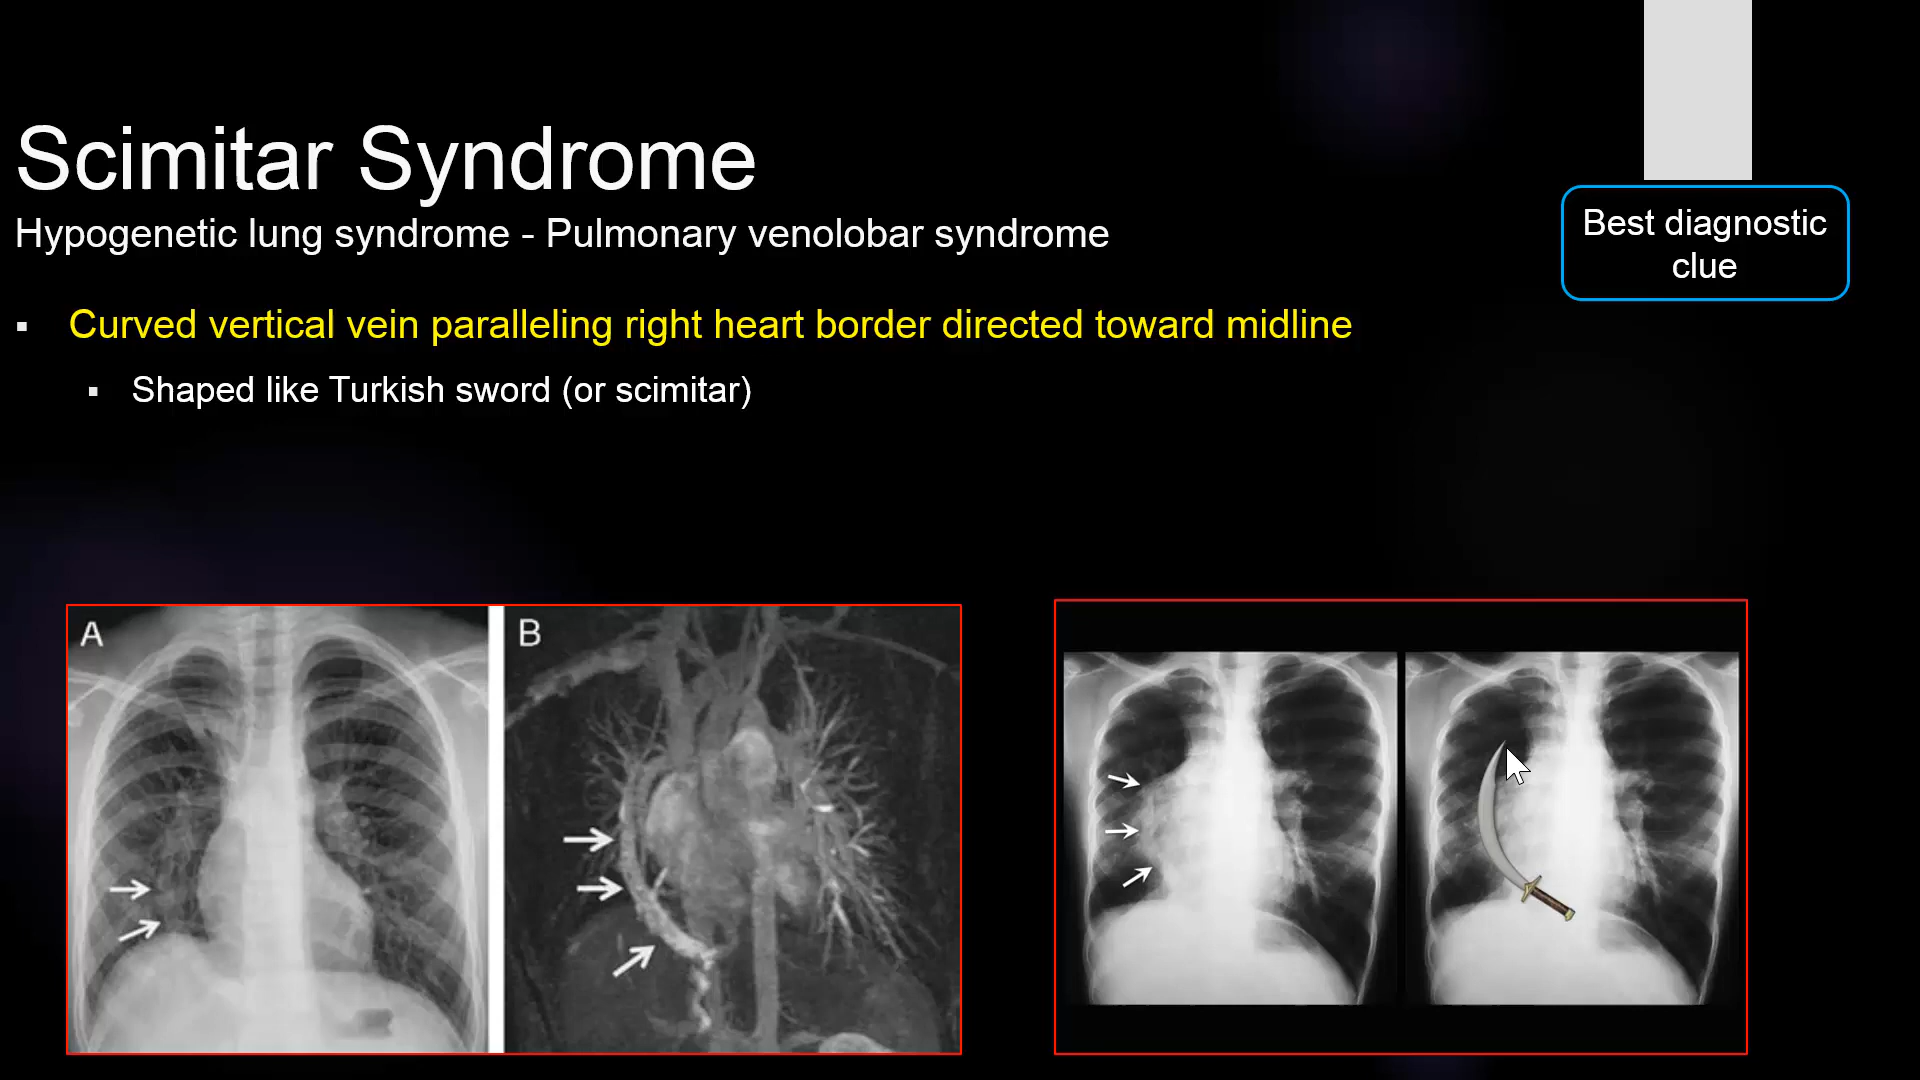 Scimitar Syndrome
Hypogenetic lung syndrome - Pulmonary venolobar syndrome
Best diagnostic
clue
▪ Curved vertical vein paralleling right heart border directed toward midline
▪ Shaped like Turkish sword (or scimitar)
A
B